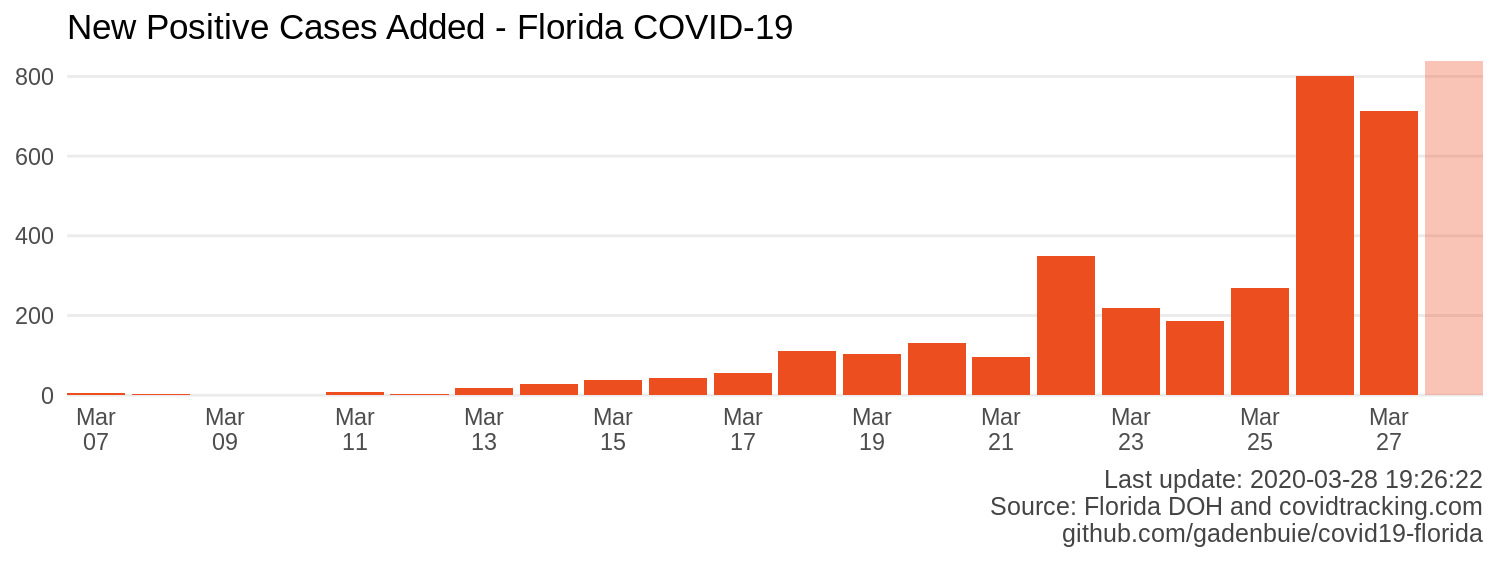 New Positive Cases Added - Florida COVID-19
800
600
400
200
0
Mar Mar Mar Mar Mar Mar Mar Mar Mar Mar Mar
07 09 11 13 15 17 19 21 23 25 27
Last update: 2020-03-28 19:26:22
Source: Florida DOH and covidtracking.com
github.com/gadenbuie/covid19-florida